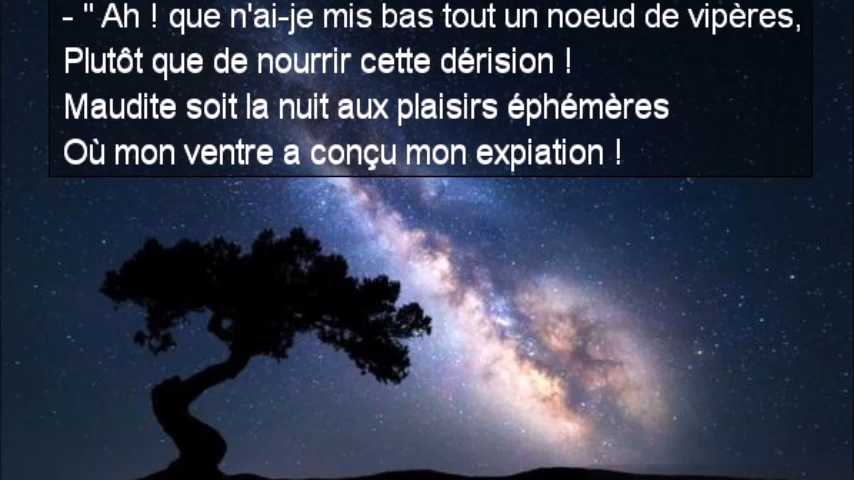 - " Ah ! que n'ai-je mis bas tout un noeud de vipères,
Plutôt que de nourrir cette dérision !
Maudite soit la nuit aux plaisirs éphémères
Où mon ventre a conçu mon expiation !